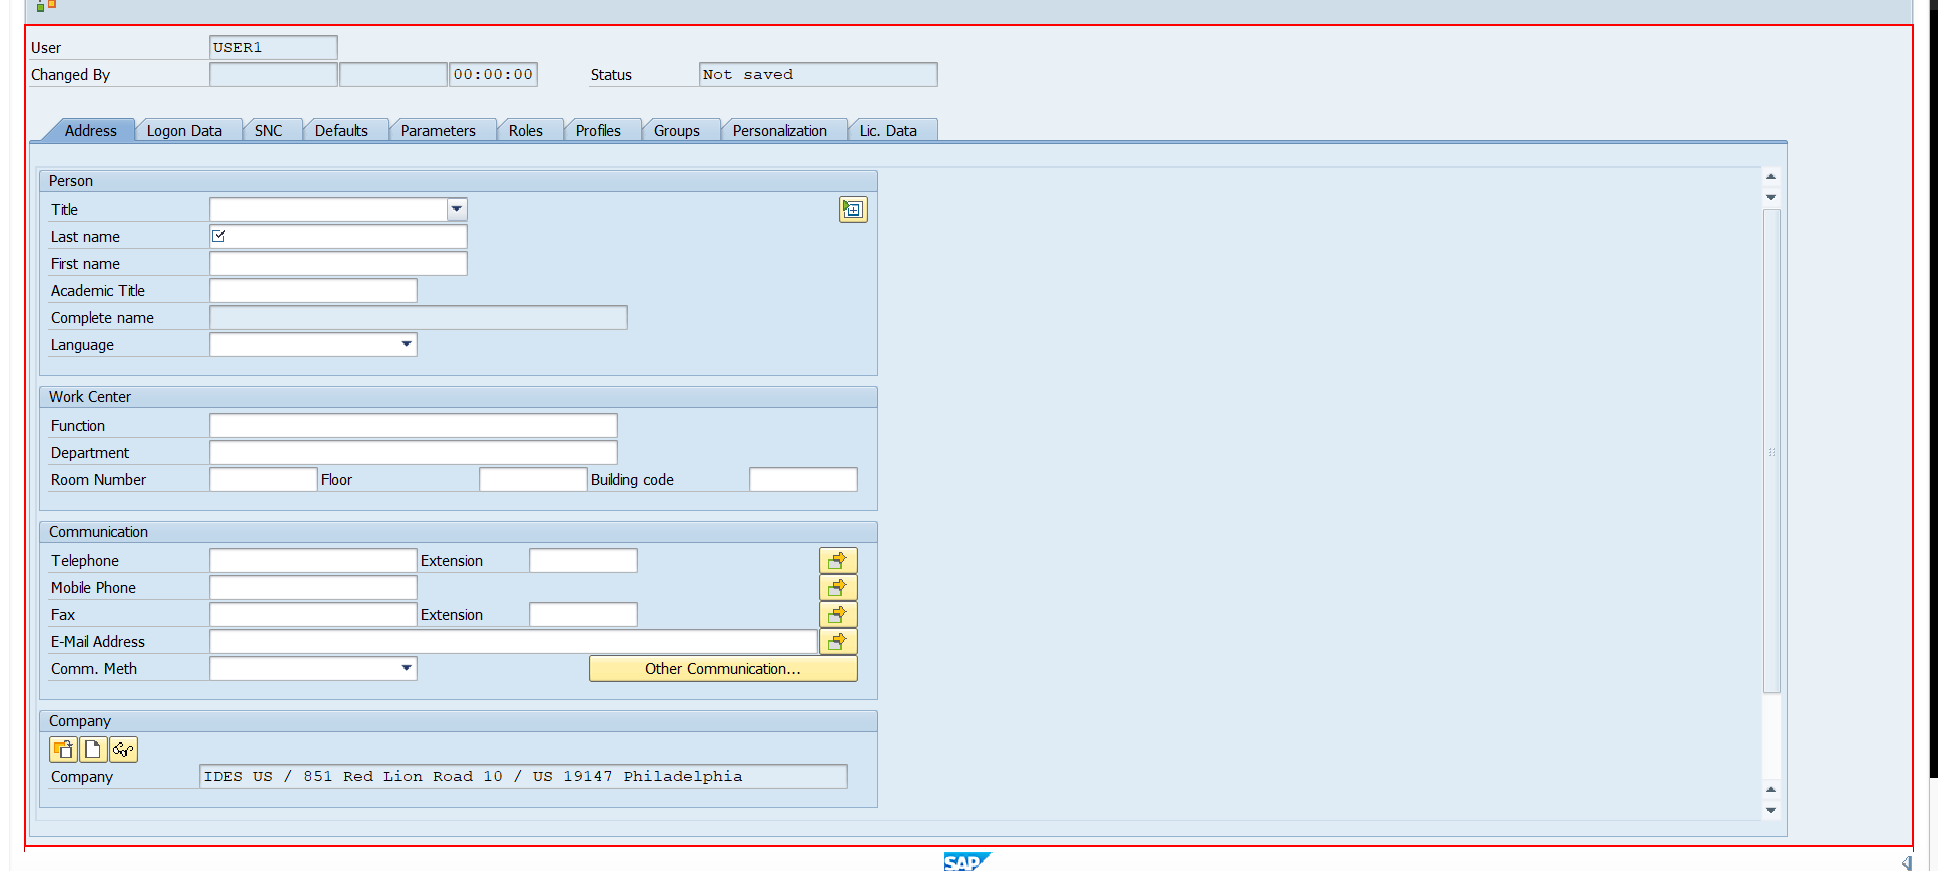 User USER1
Changed By 00:00:00 Status Not saved
Address Logon Data SNC Defaults Parameters Roles Profiles Groups Personalization Lic. Data
Person
Title
Last name
First name
Academic Title
Complete name
Language
Work Center
Function
Department
Room Number Floor Building code
Communication
Telephone Extension
Mobile Phone
Fax Extension
E-Mail Address
Comm. Meth Other Communication...
Company
Company IDES US / 851 Red Lion Road 10 / US 19147 Philadelphia
SAP